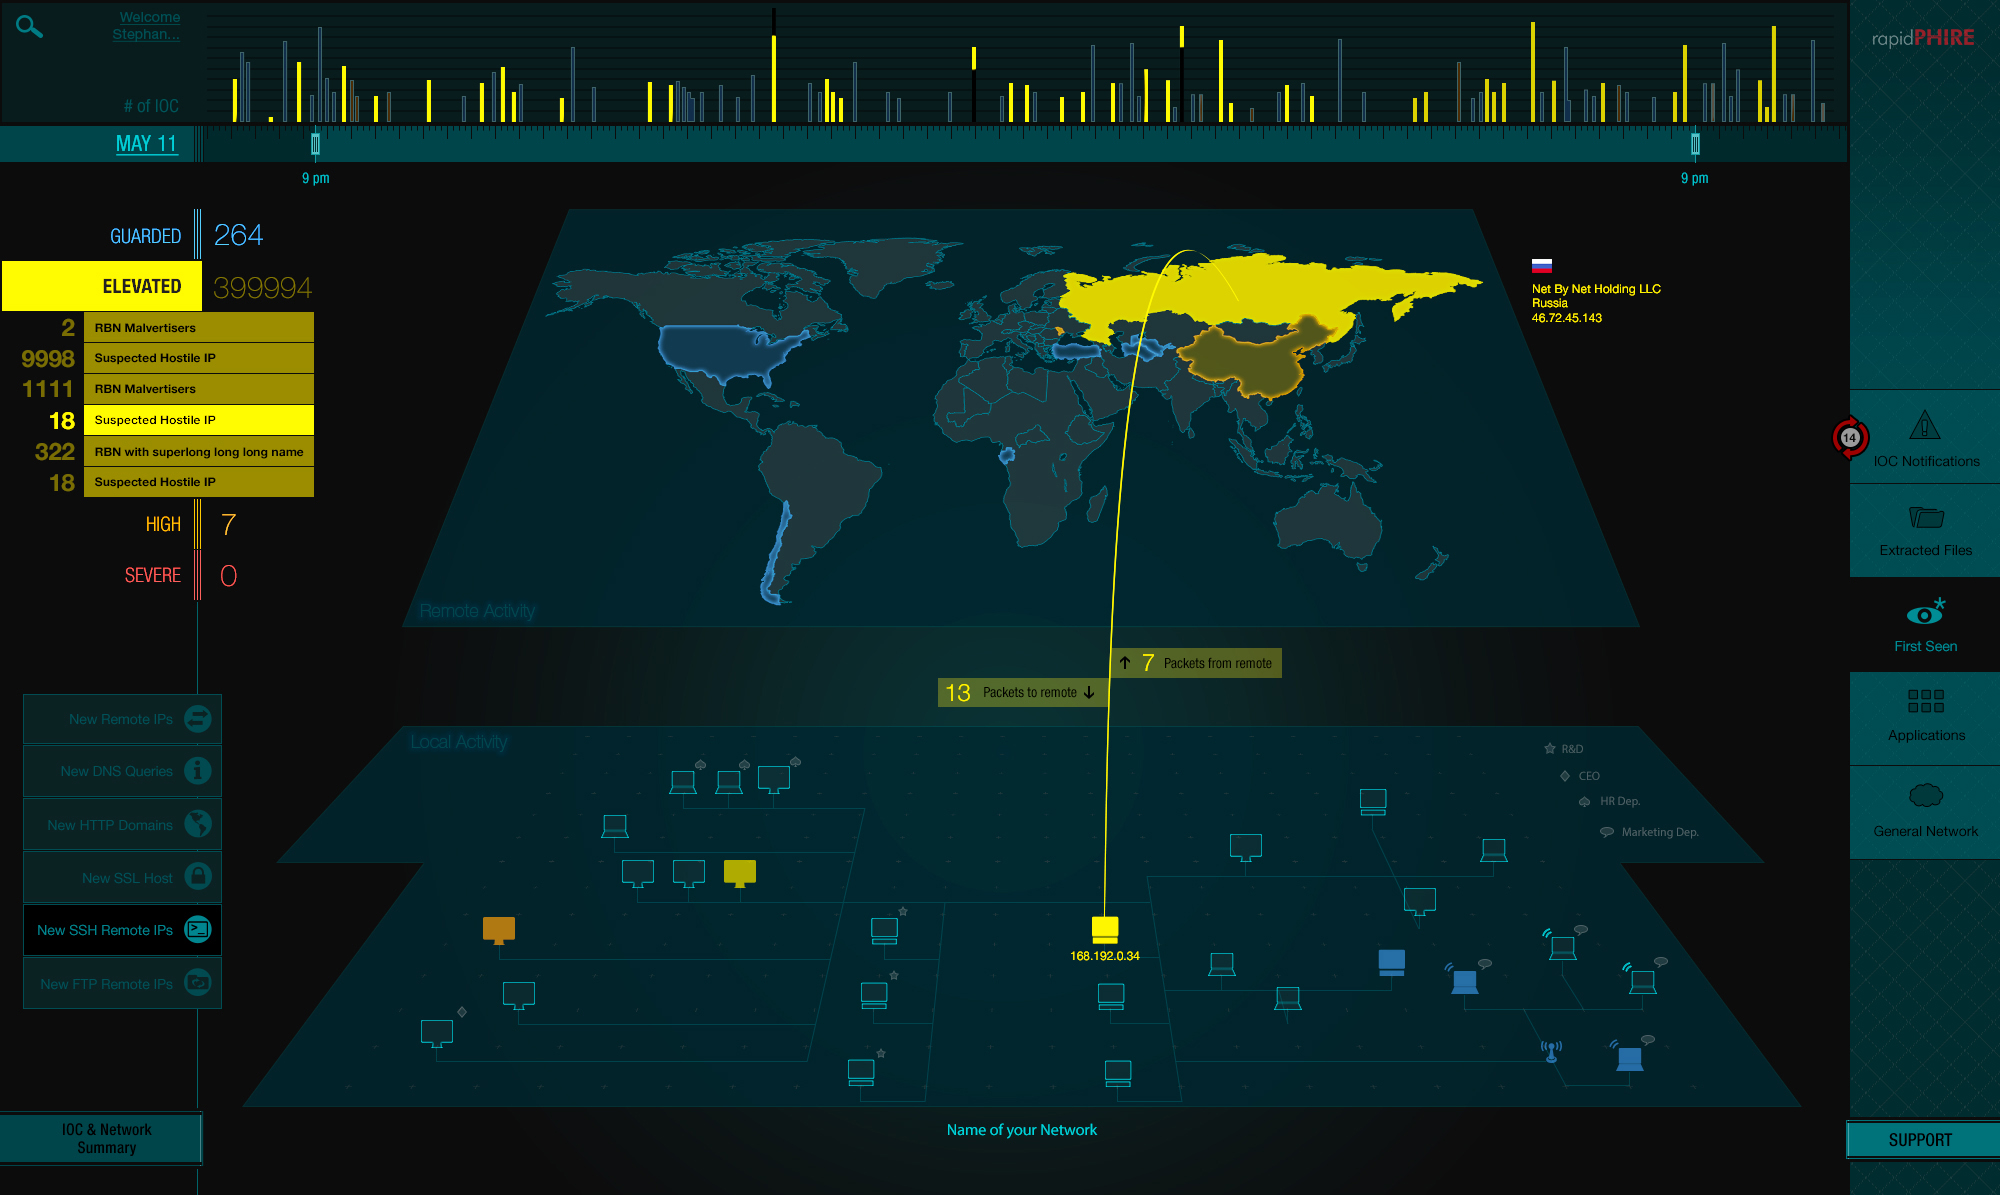 Welcome
Stephan...
# of IOC
rapidPHIRE
MAY 11
9 pm
9 pm
GUARDED 264
ELEVATED 399994
2 RBN Malvertisers
9998 Suspected Hostile IP
1111 RBN Malvertisers
18 Suspected Hostile IP
322 RBN with superlong long long name
18 Suspected Hostile IP
HIGH 7
SEVERE 0
Net By Net Holding LLC
Russia
46.72.45.143
14
IOC Notifications
Extracted Files
First Seen
Applications
General Network
Remote Activity
7 Packets from remote
13 Packets to remote
Local Activity
R&D
CEO
HR Dep.
Marketing Dep.
168.192.0.34
New Remote IPs
New DNS Queries
New HTTP Domains
New SSL Host
New SSH Remote IPs
New FTP Remote IPs
IOC & Network
Summary
Name of your Network
SUPPORT